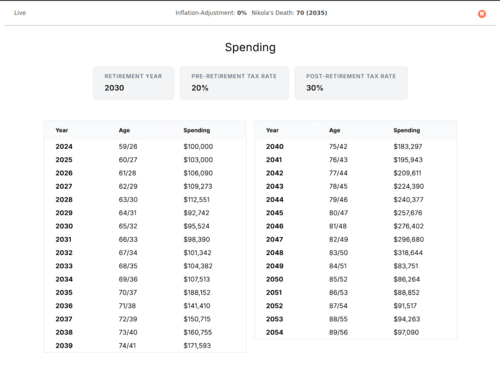 Live Inflation-Adjustment: 0% Nikola's Death: 70 (2035)
Spending
RETIREMENT YEAR PRE-RETIREMENT TAX RATE POST-RETIREMENT TAX RATE
2030 20% 30%
Year Age Spending
2024 59/26 $100,000
2025 60/27 $103,000
2026 61/28 $106,090
2027 62/29 $109,273
2028 63/30 $112,551
2029 64/31 $92,742
2030 65/32 $95,524
2031 66/33 $98,390
2032 67/34 $101,342
2033 68/35 $104,382
2034 69/36 $107,513
2035 70/37 $188,152
2036 71/38 $141,410
2037 72/39 $150,715
2038 73/40 $160,755
2039 74/41 $171,593
Year Age Spending
2040 75/42 $183,297
2041 76/43 $195,943
2042 77/44 $209,611
2043 78/45 $224,390
2044 79/46 $240,377
2045 80/47 $257,676
2046 81/48 $276,402
2047 82/49 $296,680
2048 83/50 $318,644
2049 84/51 $83,751
2050 85/52 $86,264
2051 86/53 $88,852
2052 87/54 $91,517
2053 88/55 $94,263
2054 89/56 $97,090